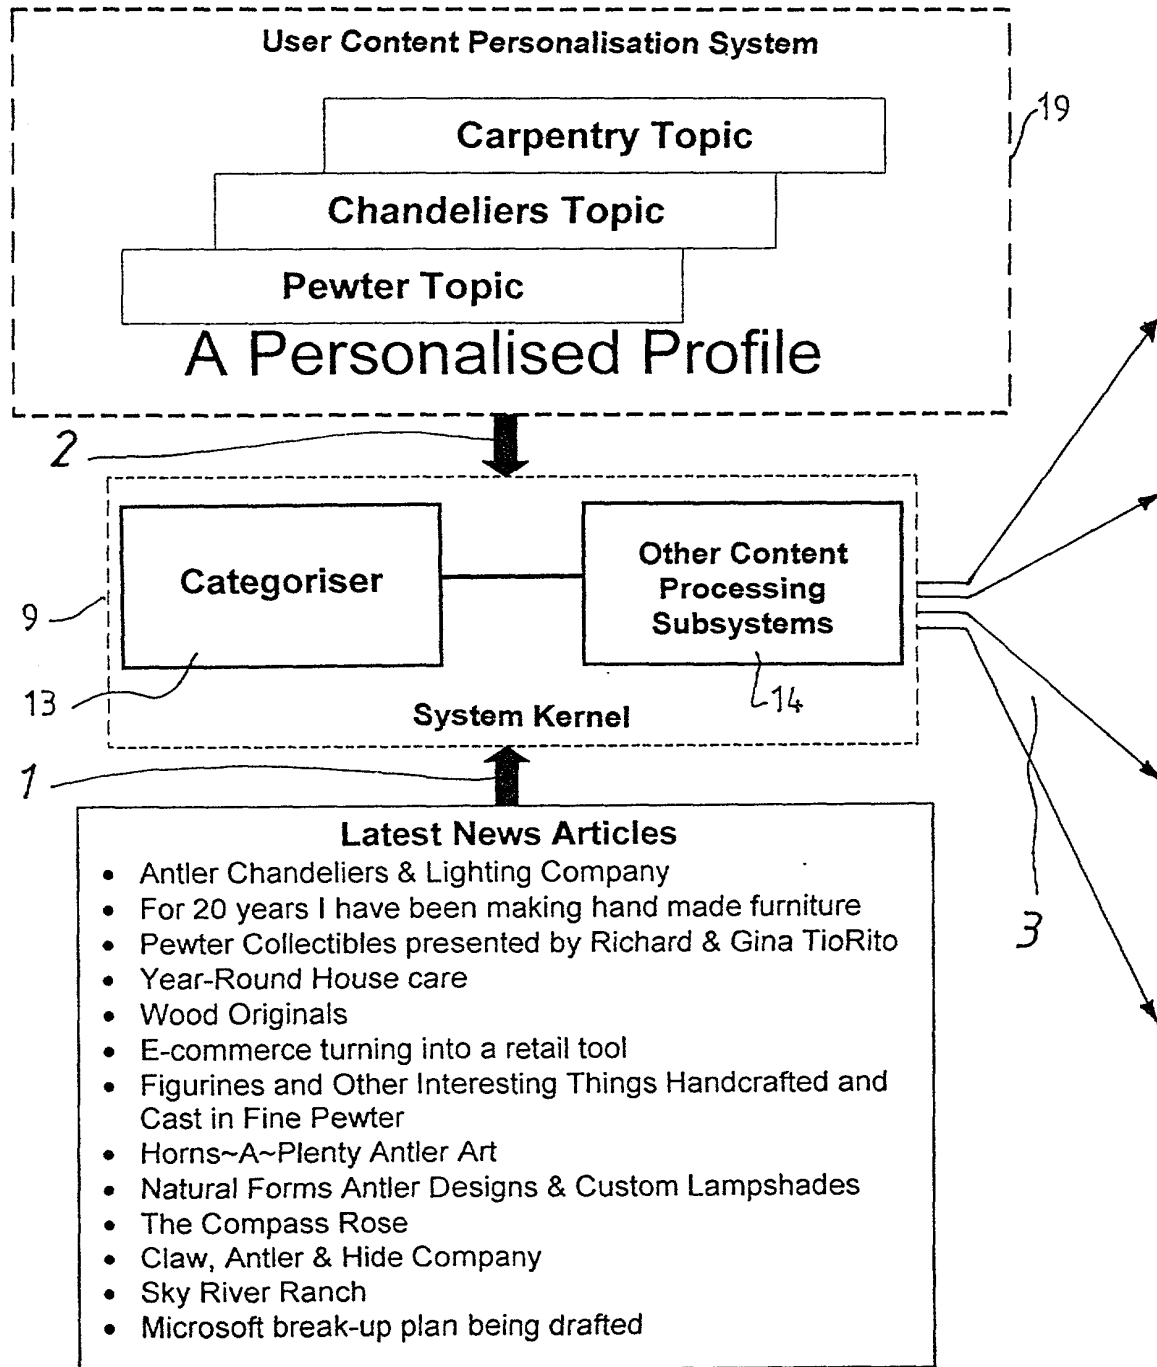 User Content Personalisation System
19
Carpentry Topic
Chandeliers Topic
Pewter Topic
A Personalised Profile
2
Categoriser
Other Content
Processing
Subsystems
9
13
14
System Kernel
1
3
Latest News Articles
• Antler Chandeliers & Lighting Company
• For 20 years I have been making hand made furniture
• Pewter Collectibles presented by Richard & Gina TioRito
• Year-Round House care
• Wood Originals
• E-commerce turning into a retail tool
• Figurines and Other Interesting Things Handcrafted and
Cast in Fine Pewter
• Horns~A~Plenty Antler Art
• Natural Forms Antler Designs & Custom Lampshades
• The Compass Rose
• Claw, Antler & Hide Company
• Sky River Ranch
• Microsoft break-up plan being drafted